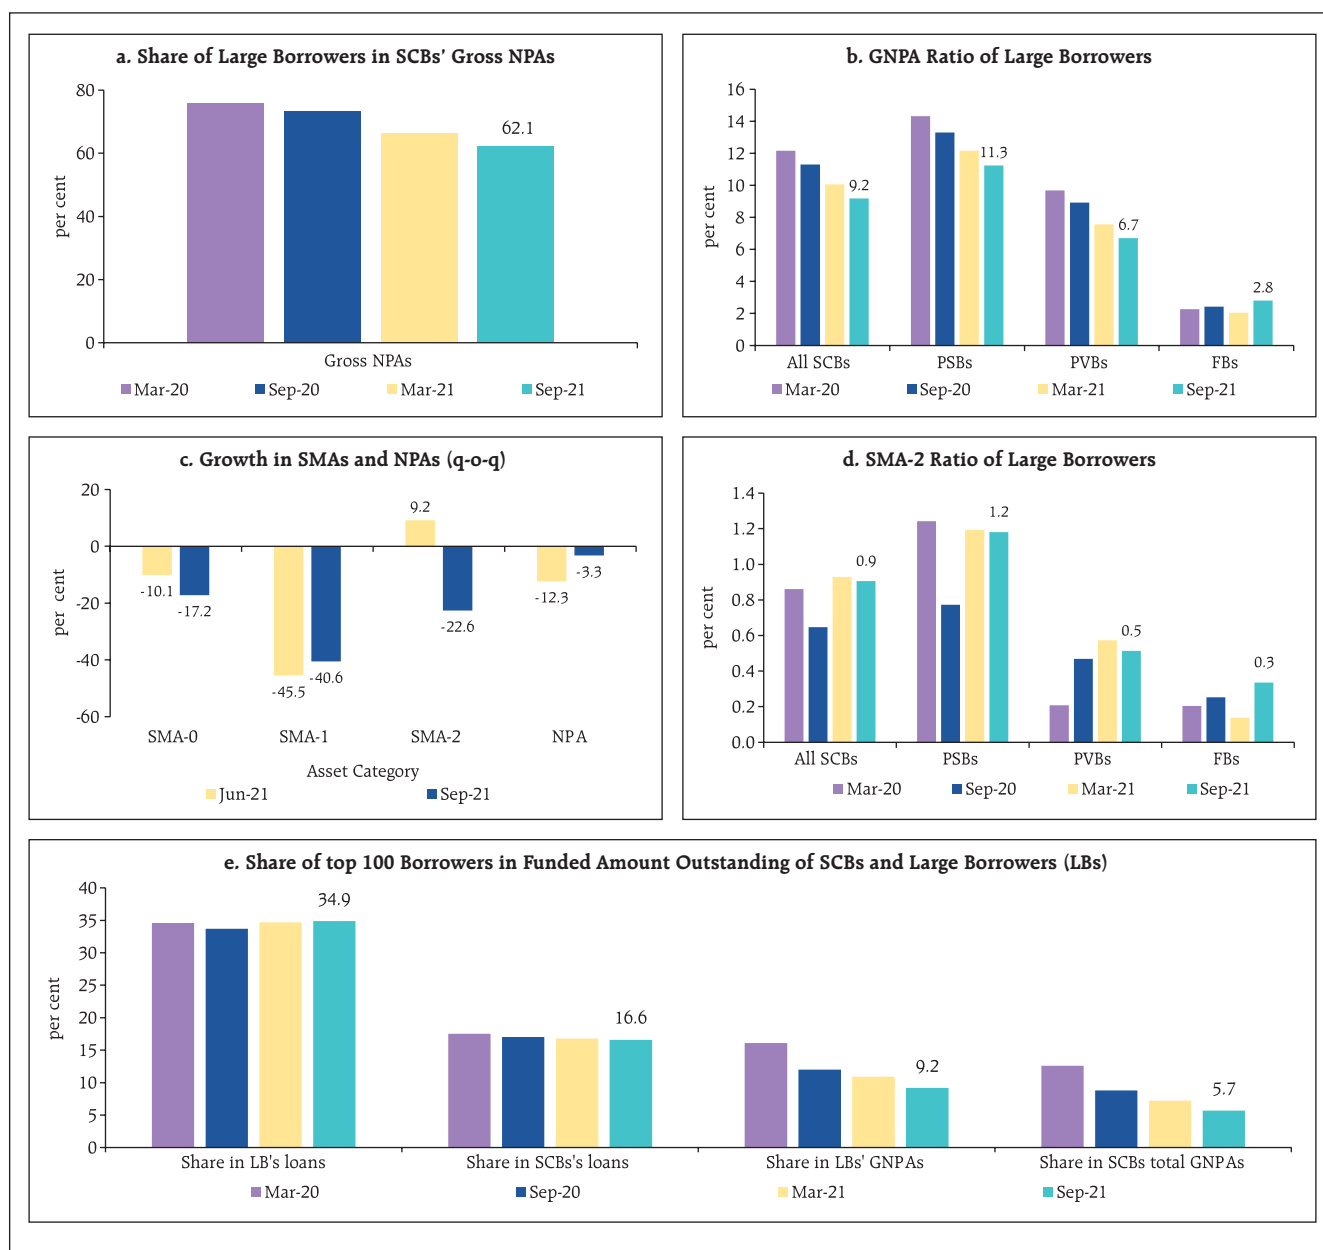 a. Share of Large Borrowers in SCBs' Gross NPAs
per cent
80
60
40
20
0
62.1
Gross NPAs
Mar-20 Sep-20 Mar-21 Sep-21
b. GNPA Ratio of Large Borrowers
per cent
16
14
12
10
8
6
4
2
0
9.2
11.3
6.7
2.8
All SCBs PSBs PVBs FBs
Mar-20 Sep-20 Mar-21 Sep-21
c. Growth in SMAs and NPAs (q-o-q)
per cent
20
0
-20
-40
-60
-10.1
-17.2
-45.5
-40.6
9.2
-22.6
-12.3
-3.3
SMA-0 SMA-1 SMA-2 NPA
Asset Category
Jun-21 Sep-21
d. SMA-2 Ratio of Large Borrowers
per cent
1.4
1.2
1.0
0.8
0.6
0.4
0.2
0.0
0.9
1.2
0.5
0.3
All SCBs PSBs PVBs FBs
Mar-20 Sep-20 Mar-21 Sep-21
e. Share of top 100 Borrowers in Funded Amount Outstanding of SCBs and Large Borrowers (LBs)
per cent
40
35
30
25
20
15
10
5
0
34.9
16.6
9.2
5.7
Share in LB's loans Share in SCBs's loans Share in LBs' GNPAs Share in SCBs total GNPAs
Mar-20 Sep-20 Mar-21 Sep-21